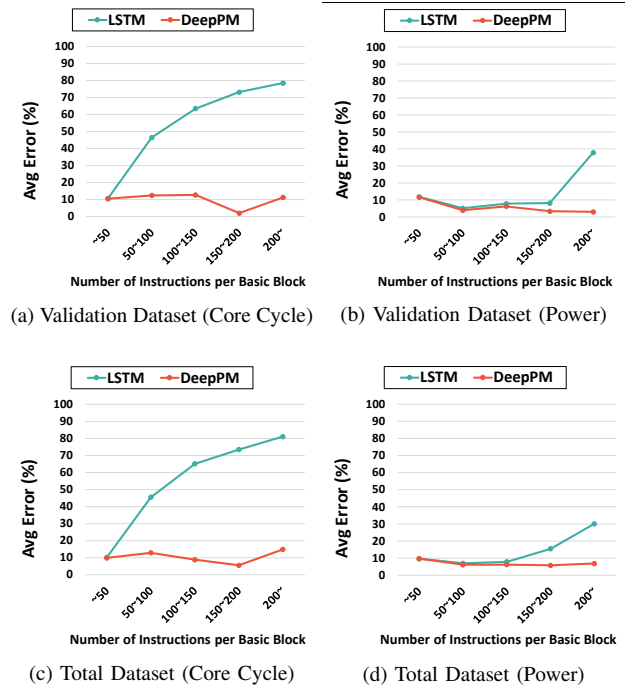 LSTM DeepPM
100
90
80
70
60
50
40
30
20
10
0
Avg Error (%)
~50 50~100 100~150 150~200 200~
Number of Instructions per Basic Block
(a) Validation Dataset (Core Cycle)
LSTM DeepPM
100
90
80
70
60
50
40
30
20
10
0
Avg Error (%)
~50 50~100 100~150 150~200 200~
Number of Instructions per Basic Block
(b) Validation Dataset (Power)
LSTM DeepPM
100
90
80
70
60
50
40
30
20
10
0
Avg Error (%)
~50 50~100 100~150 150~200 200~
Number of Instructions per Basic Block
(c) Total Dataset (Core Cycle)
LSTM DeepPM
100
90
80
70
60
50
40
30
20
10
0
Avg Error (%)
~50 50~100 100~150 150~200 200~
Number of Instructions per Basic Block
(d) Total Dataset (Power)